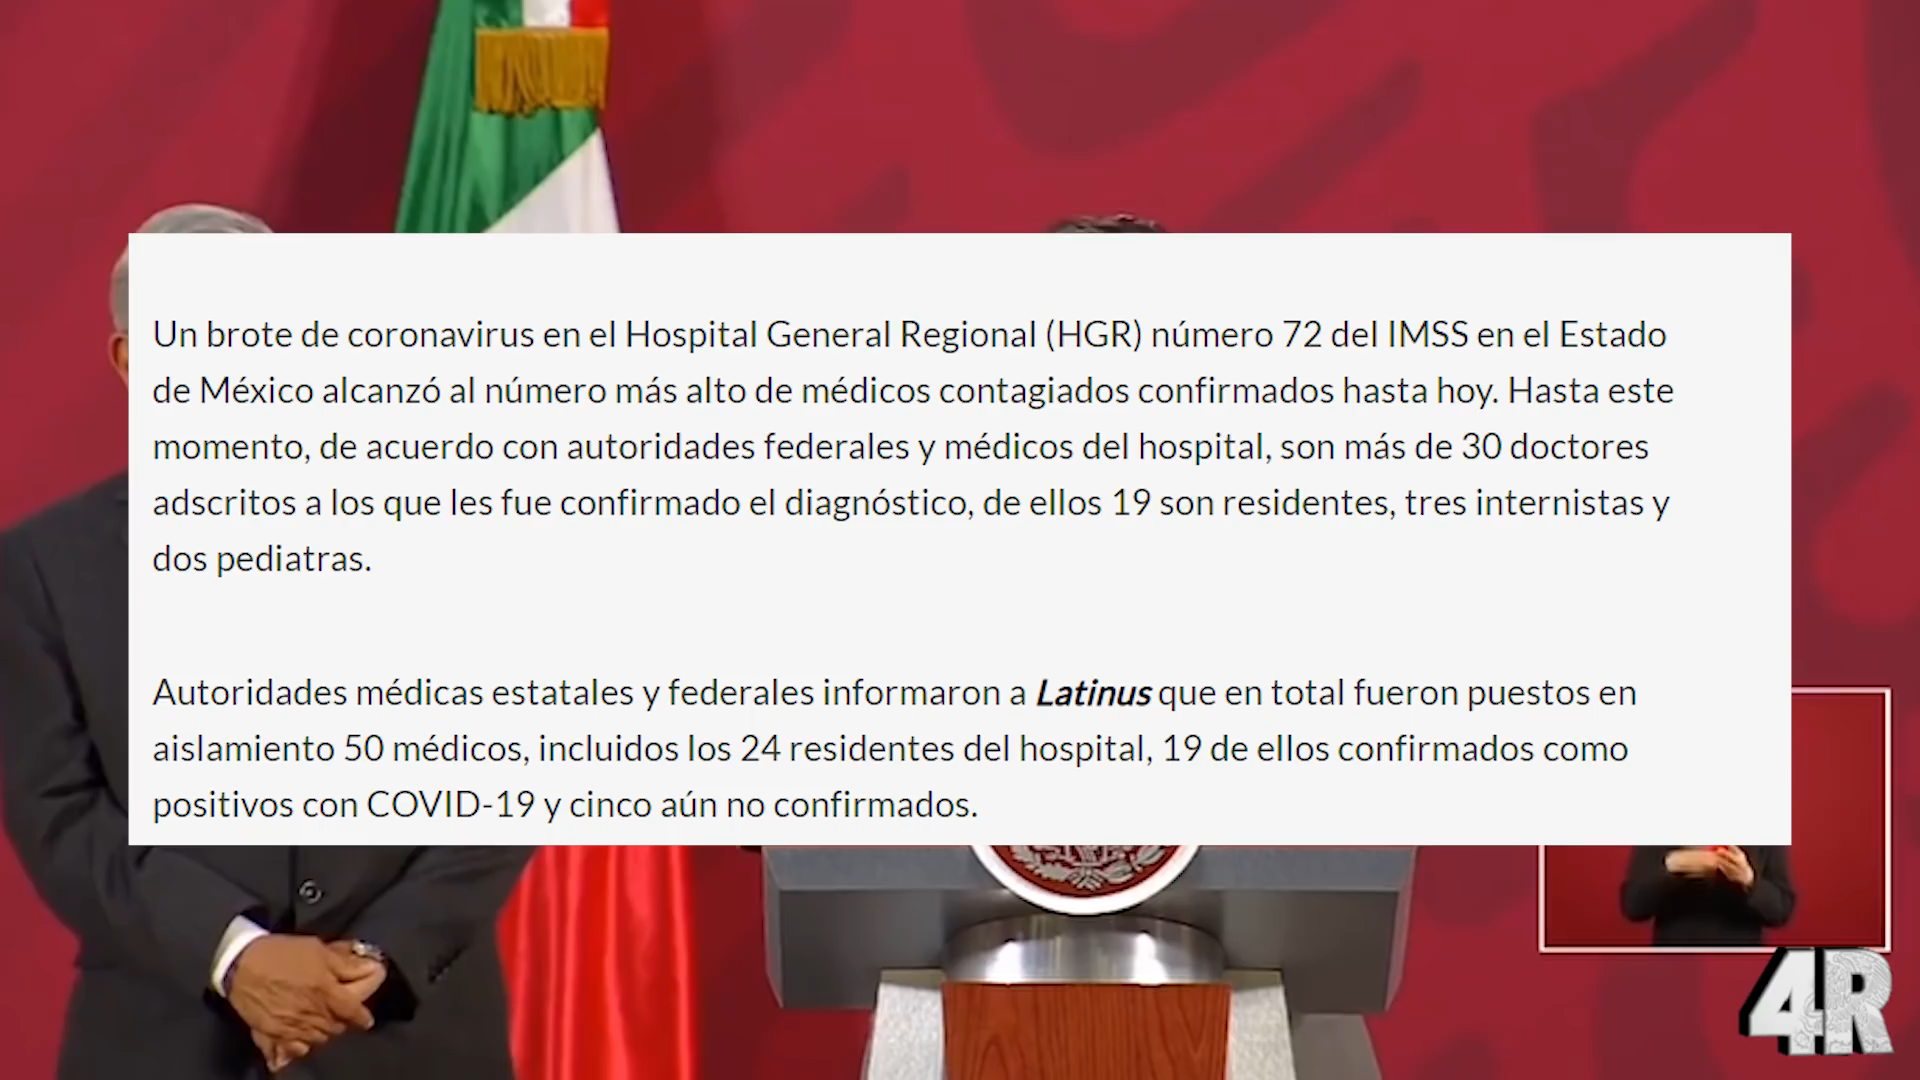 Un brote de coronavirus en el Hospital General Regional (HGR) número 72 del IMSS en el Estado
de México alcanzó al número más alto de médicos contagiados confirmados hasta hoy. Hasta este
momento, de acuerdo con autoridades federales y médicos del hospital, son más de 30 doctores
adscritos a los que les fue confirmado el diagnóstico, de ellos 19 son residentes, tres internistas y
dos pediatras.
Autoridades médicas estatales y federales informaron a Latinus que en total fueron puestos en
aislamiento 50 médicos, incluidos los 24 residentes del hospital, 19 de ellos confirmados como
positivos con COVID-19 y cinco aún no confirmados.
4R